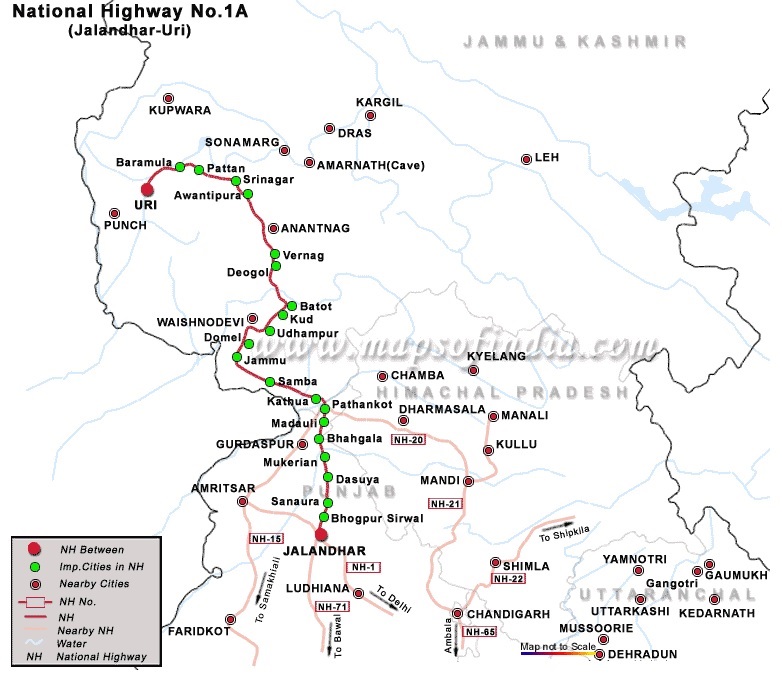 National Highway No.1A
(Jalandhar-Uri)
JAMMU & KASHMIR
KUPWARA
KARGIL
DRAS
SONAMARG
AMARNATH(Cave)
LEH
Baramula
Pattan
Srinagar
Awantipura
URI
PUNCH
ANANTNAG
Vernag
Deogol
Batot
Kud
WAISHNODEVI
Udhampur
Domel
www.mapsofindia.com
Jammu
KYELANG
Samba
CHAMBA
HIMACHAL PRADESH
Kathua
Pathankot
DHARMASALA
MANALI
Madauli
NH-20
GURDASPUR
Bhahgala
KULLU
Mukerian
Dasuya
MANDI
AMRITSAR
PUNJAB
Sanaura
NH-21
Bhogpur Sirwal
To Shipkila
NH-15
JALANDHAR
NH-1
SHIMLA
NH-22
YAMNOTRI
GAUMUKH
Gangotri
To Samakhiali
LUDHIANA
To Delhi
NH-71
UTTARANCHAL
UTTARKASHI
KEDARNATH
CHANDIGARH
FARIDKOT
To Bawal
Ambala
NH-65
MUSSOORIE
Map not to Scale
DEHRADUN
NH Between
Imp.Cities in NH
Nearby Cities
NH No.
NH
Nearby NH
Water
NH National Highway